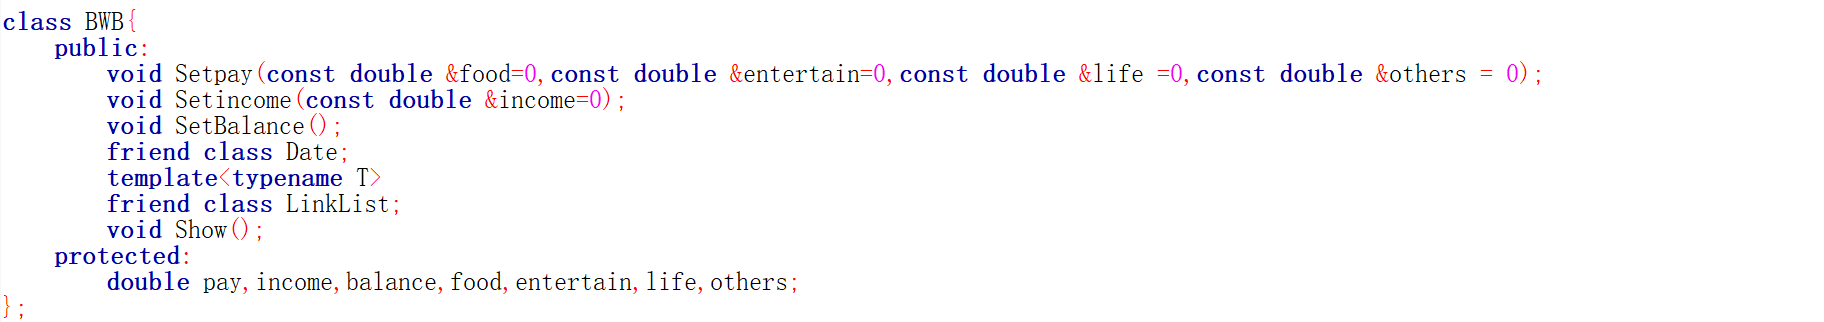 class BWB{
    public:
        void Setpay(const double &food=0,const double &entertain=0,const double &life =0,const double &others = 0);
        void Setincome(const double &income=0);
        void SetBalance();
        friend class Date;
        template<typename T>
        friend class LinkList;
        void Show();
    protected:
        double pay,income,balance,food,entertain,life,others;
};